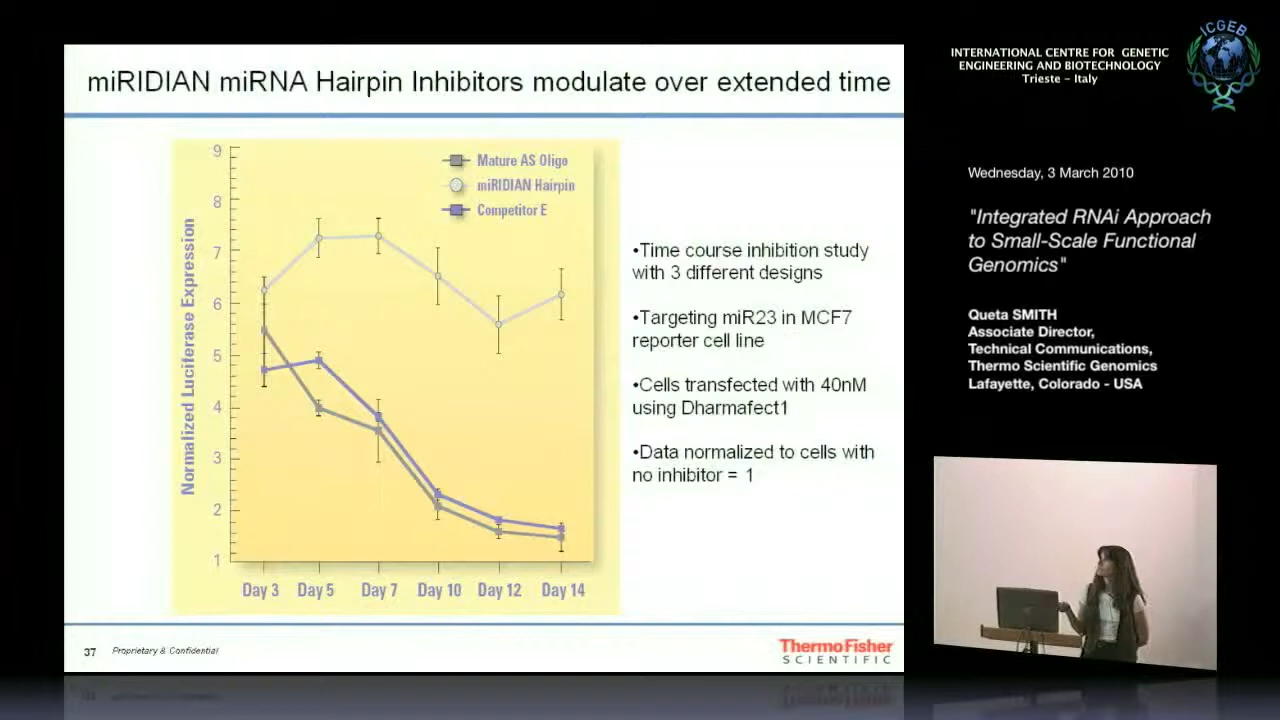 miRIDIAN miRNA Hairpin Inhibitors modulate over extended time
Normalized Luciferase Expression
9
8
7
6
5
4
3
2
1
Mature AS Oligo
miRIDIAN Hairpin
Competitor E
Day 3 Day 5 Day 7 Day 10 Day 12 Day 14
•Time course inhibition study
with 3 different designs
•Targeting miR23 in MCF7
reporter cell line
•Cells transfected with 40nM
using Dharmafect1
•Data normalized to cells with
no inhibitor = 1
37 Proprietary & Confidential
ThermoFisher
SCIENTIFIC
INTERNATIONAL CENTRE FOR GENETIC
ENGINEERING AND BIOTECHNOLOGY
Trieste – Italy
ICGEB
Wednesday, 3 March 2010
"Integrated RNAi Approach
to Small-Scale Functional
Genomics"
Queta SMITH
Associate Director,
Technical Communications,
Thermo Scientific Genomics
Lafayette, Colorado - USA